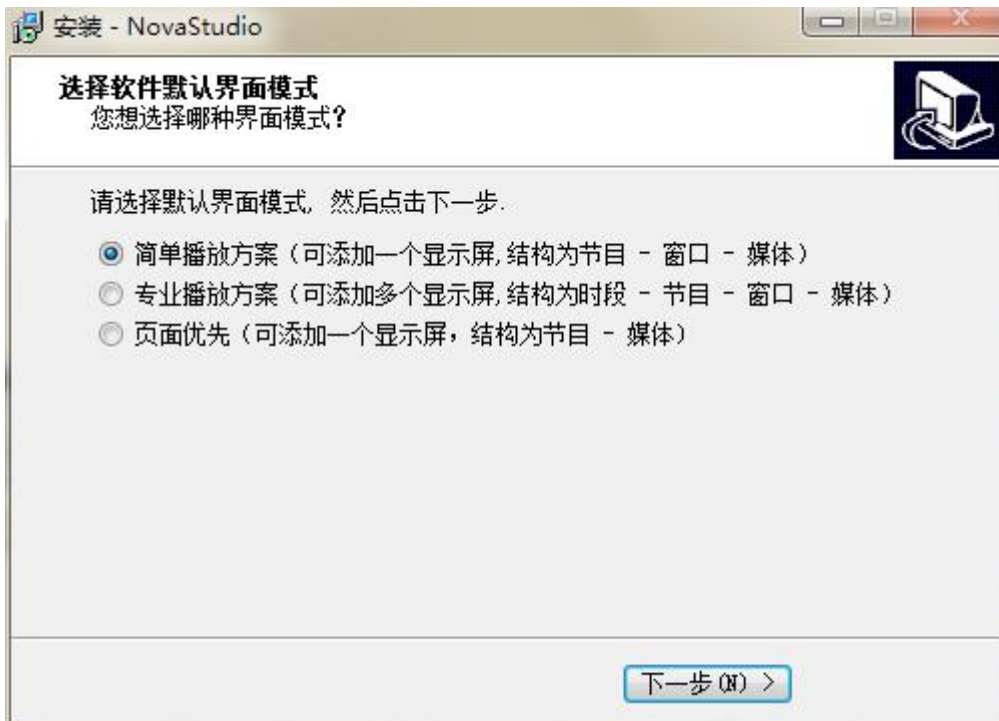 安装 - NovaStudio
选择软件默认界面模式
您想选择哪种界面模式?
请选择默认界面模式, 然后点击下一步.
简单播放方案（可添加一个显示屏,结构为节目 - 窗口 - 媒体）
专业播放方案（可添加多个显示屏,结构为时段 - 节目 - 窗口 - 媒体）
页面优先（可添加一个显示屏，结构为节目 - 媒体）
下一步(N) >